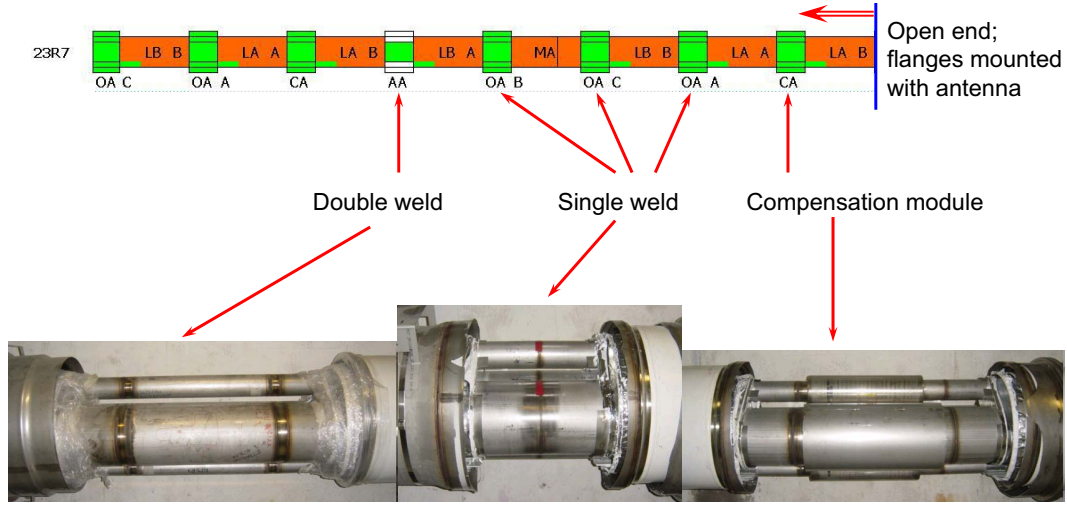 23R7
LB B LA A LA B LB A MA LB B LA A LA B
OA C OA A CA AA OA B OA C OA A CA
Open end;
flanges mounted
with antenna
Double weld
Single weld
Compensation module